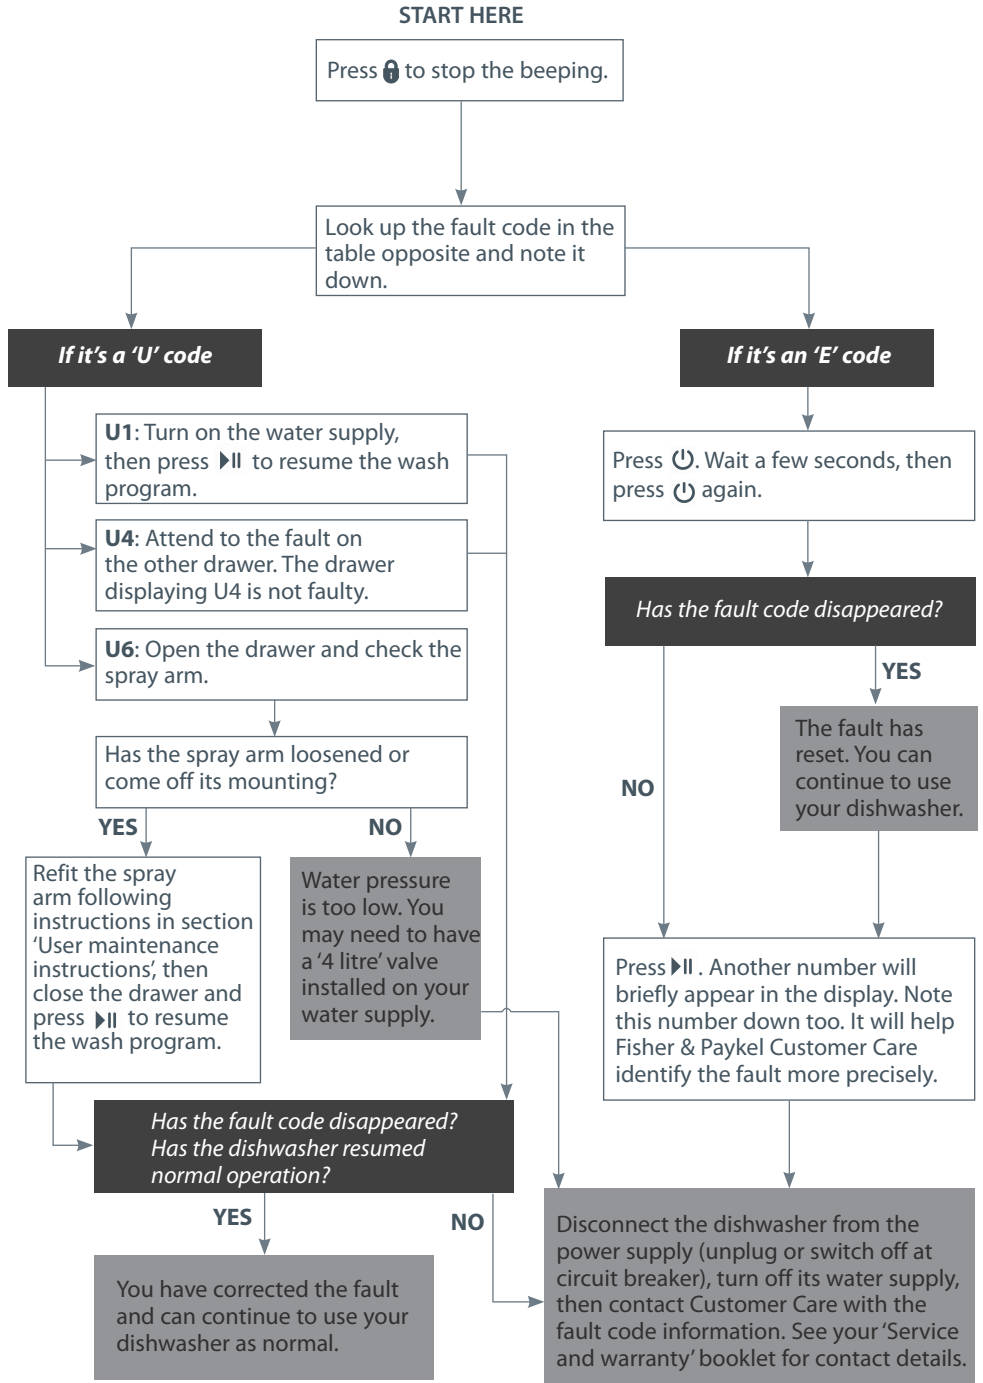 START HERE
Press to stop the beeping.
Look up the fault code in the
table opposite and note it
down.
If it's a ‘U’ code
U1: Turn on the water supply,
then press to resume the wash
program.
U4: Attend to the fault on
the other drawer. The drawer
displaying U4 is not faulty.
U6: Open the drawer and check the
spray arm.
Has the spray arm loosened or
come off its mounting?
YES
NO
Refit the spray
arm following
instructions in section
‘User maintenance
instructions’, then
close the drawer and
press to resume
the wash program.
Water pressure
is too low. You
may need to have
a ‘4 litre’ valve
installed on your
water supply.
Has the fault code disappeared?
Has the dishwasher resumed
normal operation?
YES
NO
You have corrected the fault
and can continue to use your
dishwasher as normal.
If it's an ‘E’ code
Press . Wait a few seconds, then
press again.
Has the fault code disappeared?
YES
NO
The fault has
reset. You can
continue to use
your dishwasher.
Press . Another number will
briefly appear in the display. Note
this number down too. It will help
Fisher & Paykel Customer Care
identify the fault more precisely.
Disconnect the dishwasher from the
power supply (unplug or switch off at
circuit breaker), turn off its water supply,
then contact Customer Care with the
fault code information. See your ‘Service
and warranty’ booklet for contact details.